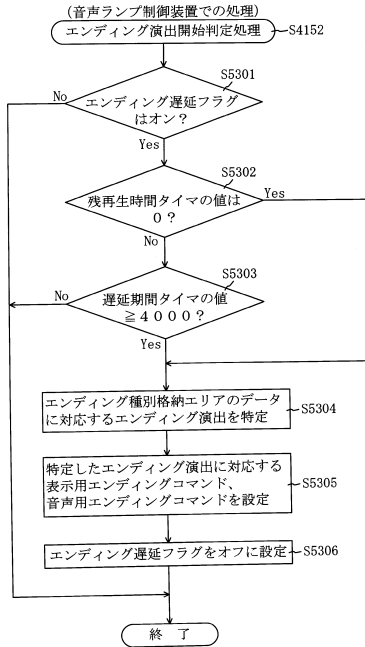 (音声ランプ制御装置での処理)
エンディング演出開始判定処理
S4152
S5301
No
エンディング遅延フラグ
はオン？
Yes
S5302
残再生時間タイマの値は
０？
Yes
No
S5303
No
遅延期間タイマの値
≧４０００？
Yes
エンディング種別格納エリアのデータ
に対応するエンディング演出を特定
S5304
特定したエンディング演出に対応する
表示用エンディングコマンド、
音声用エンディングコマンドを設定
S5305
エンディング遅延フラグをオフに設定
S5306
終 了